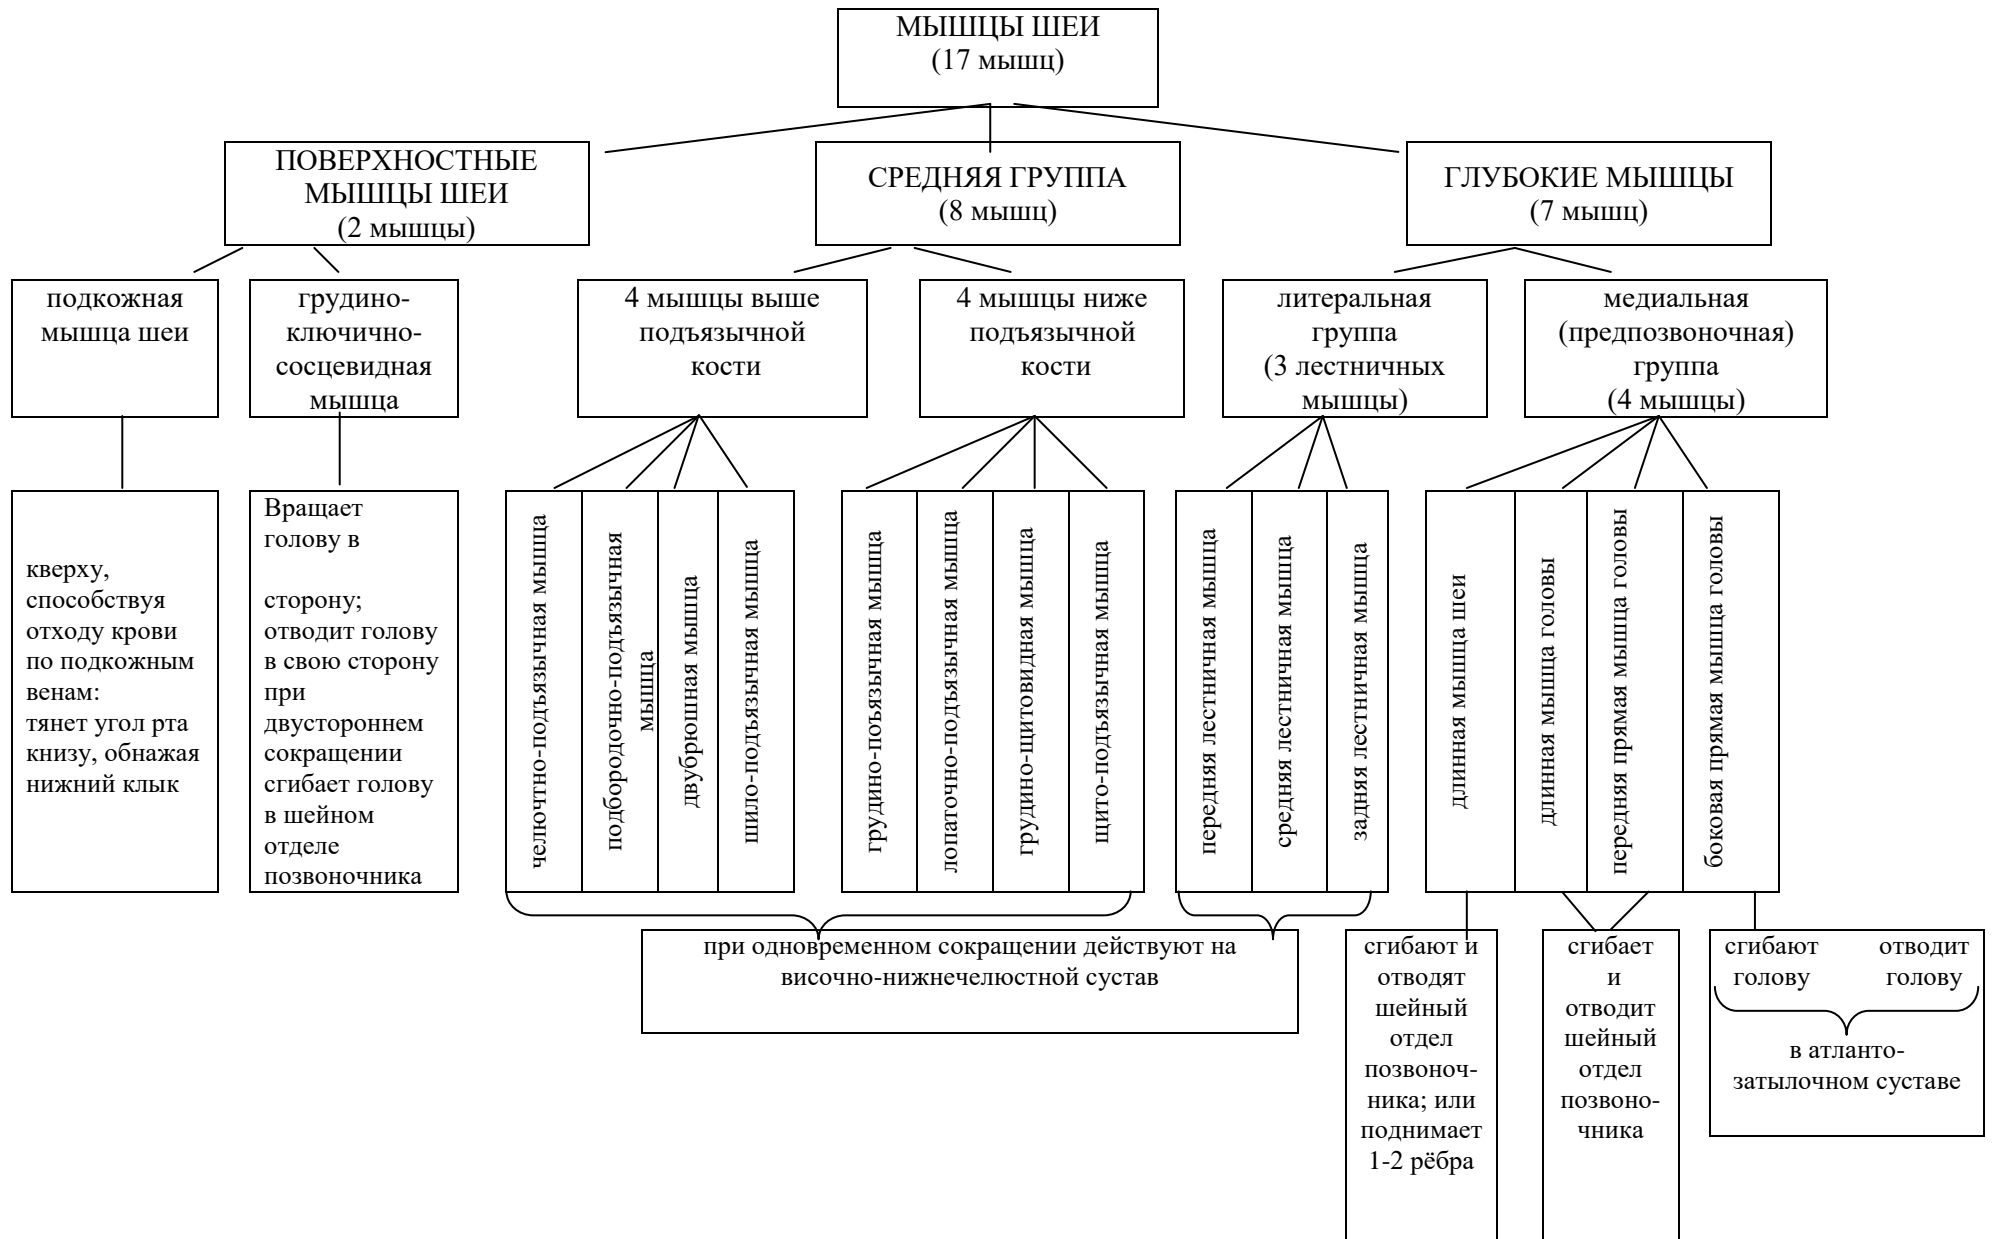 МЫШЦЫ ШЕИ
(17 мышц)
ПОВЕРХНОСТНЫЕ
МЫШЦЫ ШЕИ
(2 мышцы)
СРЕДНЯЯ ГРУППА
(8 мышц)
ГЛУБОКИЕ МЫШЦЫ
(7 мышц)
подкожная
мышца шеи
грудино-
ключично-
сосцевидная
мышца
4 мышцы выше
подъязычной
кости
4 мышцы ниже
подъязычной
кости
литеральная
группа
(3 лестничных
мышцы)
медиальная
(предпозвоночная)
группа
(4 мышцы)
кверху,
способствуя
отходу крови
по подкожным
венам:
тянет угол рта
книзу, обнажая
нижний клык
Вращает
голову в
сторону;
отводит голову
в свою сторону
при
двустороннем
сокращении
сгибает голову
в шейном
отделе
позвоночника
челючтно-подъязычная мышца
подбородочно-подъязычная
мышца
двубрюшная мышца
шило-подъязычная мышца
грудино-поъязычная мышца
лопаточно-подъязычная мышца
грудино-щитовидная мышца
щито-подъязычная мышца
передняя лестничная мышца
средняя лестничная мышца
задняя лестничная мышца
длинная мышца шеи
длинная мышца головы
передняя прямая мышца головы
боковая прямая мышца головы
при одновременном сокращении действуют на
височно-нижнечелюстной сустав
сгибают и
отводят
шейный
отдел
позвоноч-
ника; или
поднимает
1-2 рёбра
сгибает
и
отводит
шейный
отдел
позвоно-
чника
сгибают
голову
отводит
голову
в атланто-
затылочном суставе